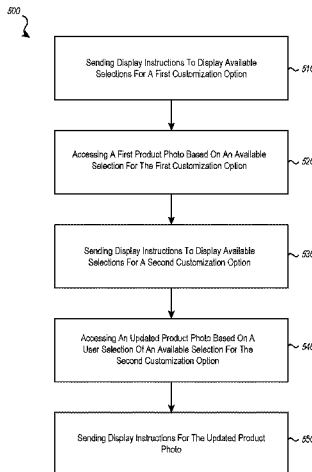 500
Sending Display Instructions To Display Available
Selections For A First Customization Option
510
Accessing A First Product Photo Based On An Available
Selection For The First Customization Option
520
Sending Display Instructions To Display Available
Selections For A Second Customization Option
530
Accessing An Updated Product Photo Based On A
User Selection Of An Available Selection For The
Second Customization Option
540
Sending Display Instructions For The Updated Product
Photo
550